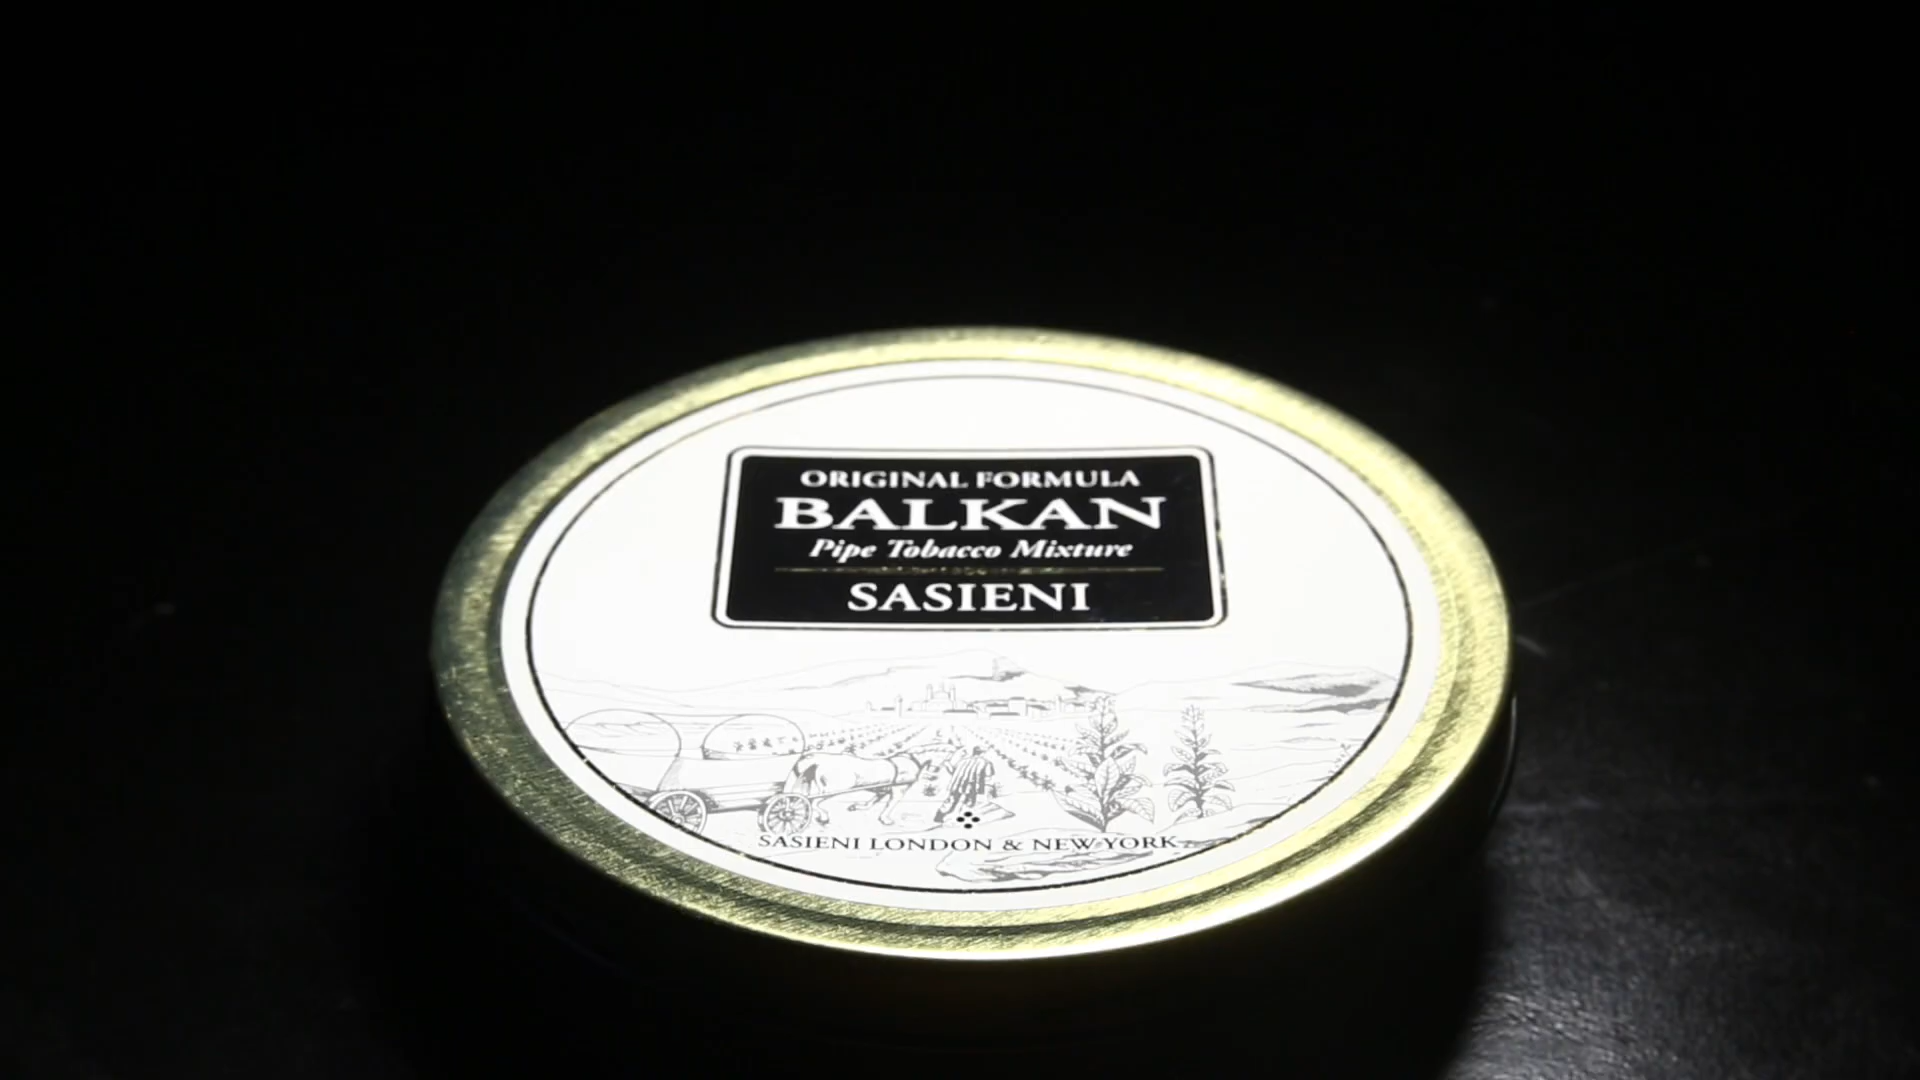 ORIGINAL FORMULA
BALKAN
Pipe Tobacco Mixture
SASIENI
SASIENI LONDON & NEW YORK